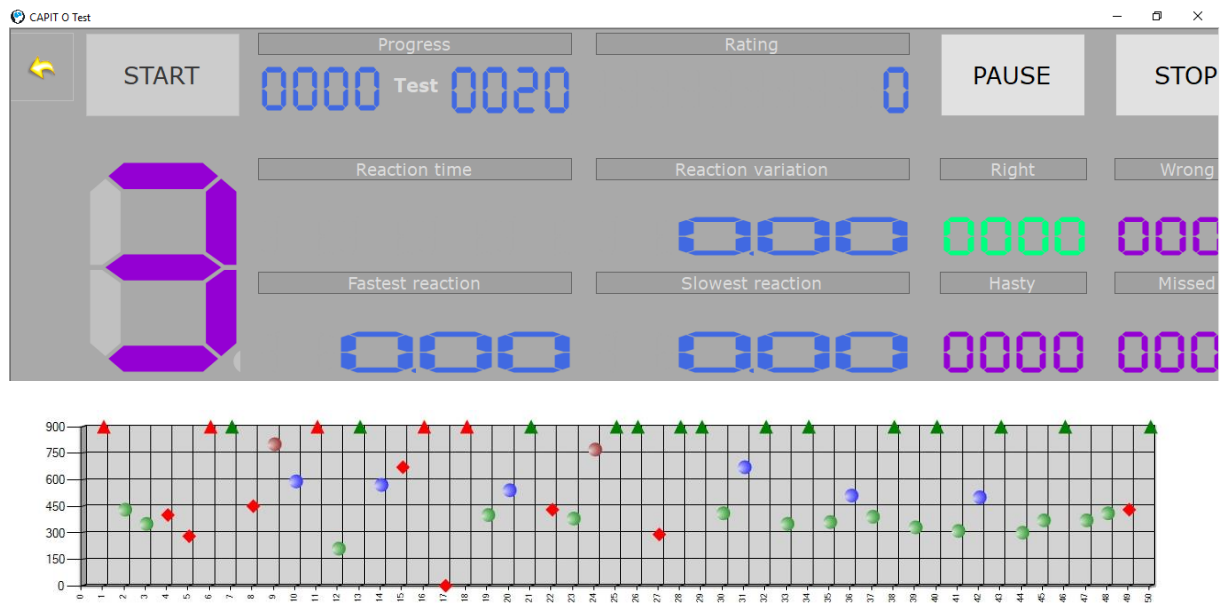 CAPIT O Test
START
Progress
0000 Test 0020
Rating
0
PAUSE
STOP
3
Reaction time
Reaction variation
0.00
Right
0000
Wrong
000
Fastest reaction
0.00
Slowest reaction
0.00
Hasty
0000
Missed
000
900
750
600
450
300
150
0
0 1 2 3 4 5 6 7 8 9 10 11 12 13 14 15 16 17 18 19 20 21 22 23 24 25 26 27 28 29 30 31 32 33 34 35 36 37 38 39 40 41 42 43 44 45 46 47 48 49 50